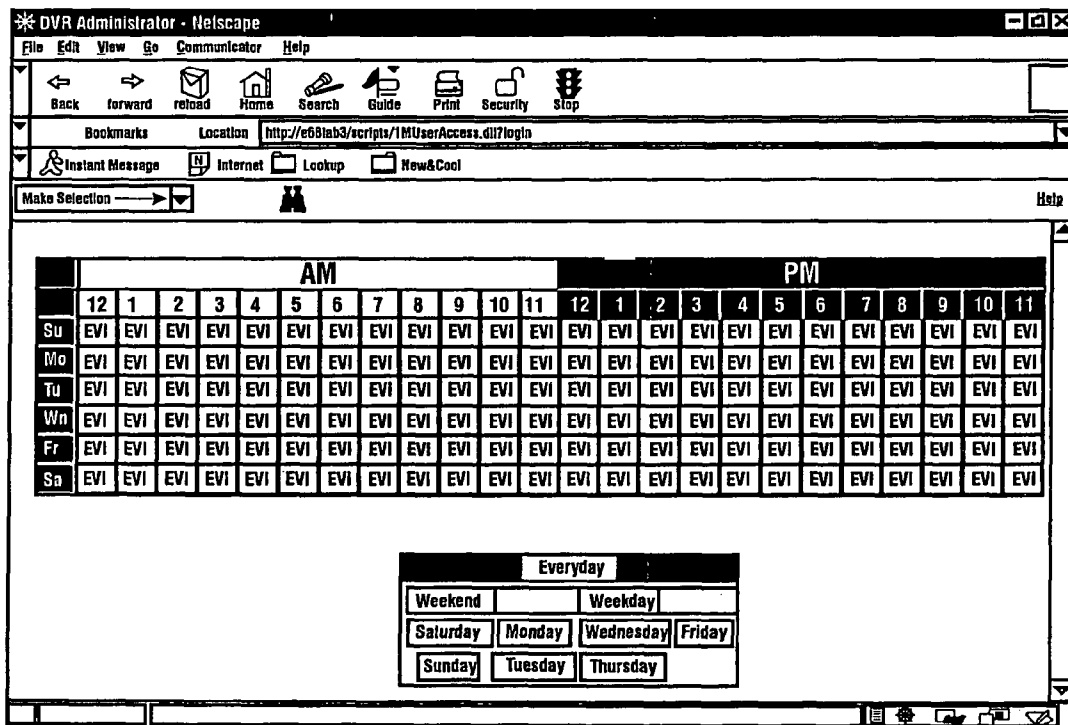 DVR Administrator - Netscape
File Edit View Go Communicator Help
Back forward reload Home Search Guide Print Security Stop
Bookmarks Location http://e68lab3/scripts/1MUserAccess.dll?login
Instant Message N Internet Lookup New&Cool
Make Selection Help
AM PM
12 1 2 3 4 5 6 7 8 9 10 11 12 1 2 3 4 5 6 7 8 9 10 11
Su EVI EVI EVI EVI EVI EVI EVI EVI EVI EVI EVI EVI EVI EVI EVI EVI EVI EVI EVI EVI EVI EVI EVI EVI
Mo EVI EVI EVI EVI EVI EVI EVI EVI EVI EVI EVI EVI EVI EVI EVI EVI EVI EVI EVI EVI EVI EVI EVI EVI
Tu EVI EVI EVI EVI EVI EVI EVI EVI EVI EVI EVI EVI EVI EVI EVI EVI EVI EVI EVI EVI EVI EVI EVI EVI
Wn EVI EVI EVI EVI EVI EVI EVI EVI EVI EVI EVI EVI EVI EVI EVI EVI EVI EVI EVI EVI EVI EVI EVI EVI
Fr EVI EVI EVI EVI EVI EVI EVI EVI EVI EVI EVI EVI EVI EVI EVI EVI EVI EVI EVI EVI EVI EVI EVI EVI
Sa EVI EVI EVI EVI EVI EVI EVI EVI EVI EVI EVI EVI EVI EVI EVI EVI EVI EVI EVI EVI EVI EVI EVI EVI
Everyday
Weekend Weekday
Saturday Monday Wednesday Friday
Sunday Tuesday Thursday